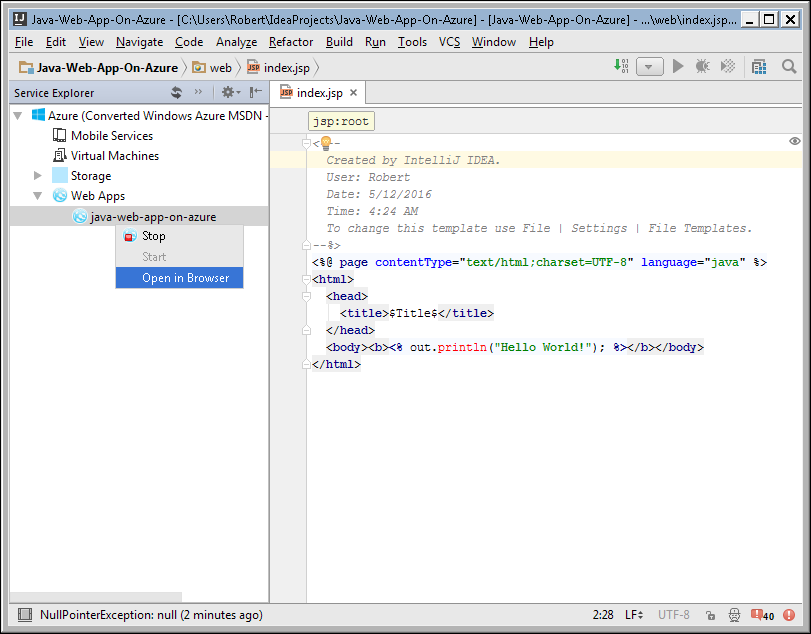 Java-Web-App-On-Azure - [C:\Users\Robert\IdeaProjects\Java-Web-App-On-Azure] - [Java-Web-App-On-Azure] - ...\web\index.jsp...
File Edit View Navigate Code Analyze Refactor Build Run Tools VCS Window Help
Java-Web-App-On-Azure web JSP index.jsp
Service Explorer
JSP index.jsp
Azure (Converted Windows Azure MSDN -
Mobile Services
Virtual Machines
Storage
Web Apps
java-web-app-on-azure
Stop
Start
Open in Browser
jsp:root
<%--
Created by IntelliJ IDEA.
User: Robert
Date: 5/12/2016
Time: 4:24 AM
To change this template use File | Settings | File Templates.
--%>
<%@ page contentType="text/html;charset=UTF-8" language="java" %>
<html>
<head>
<title>$Title$</title>
</head>
<body><b><% out.println("Hello World!"); %></b></body>
</html>
NullPointerException: null (2 minutes ago) 2:28 LF UTF-8 40